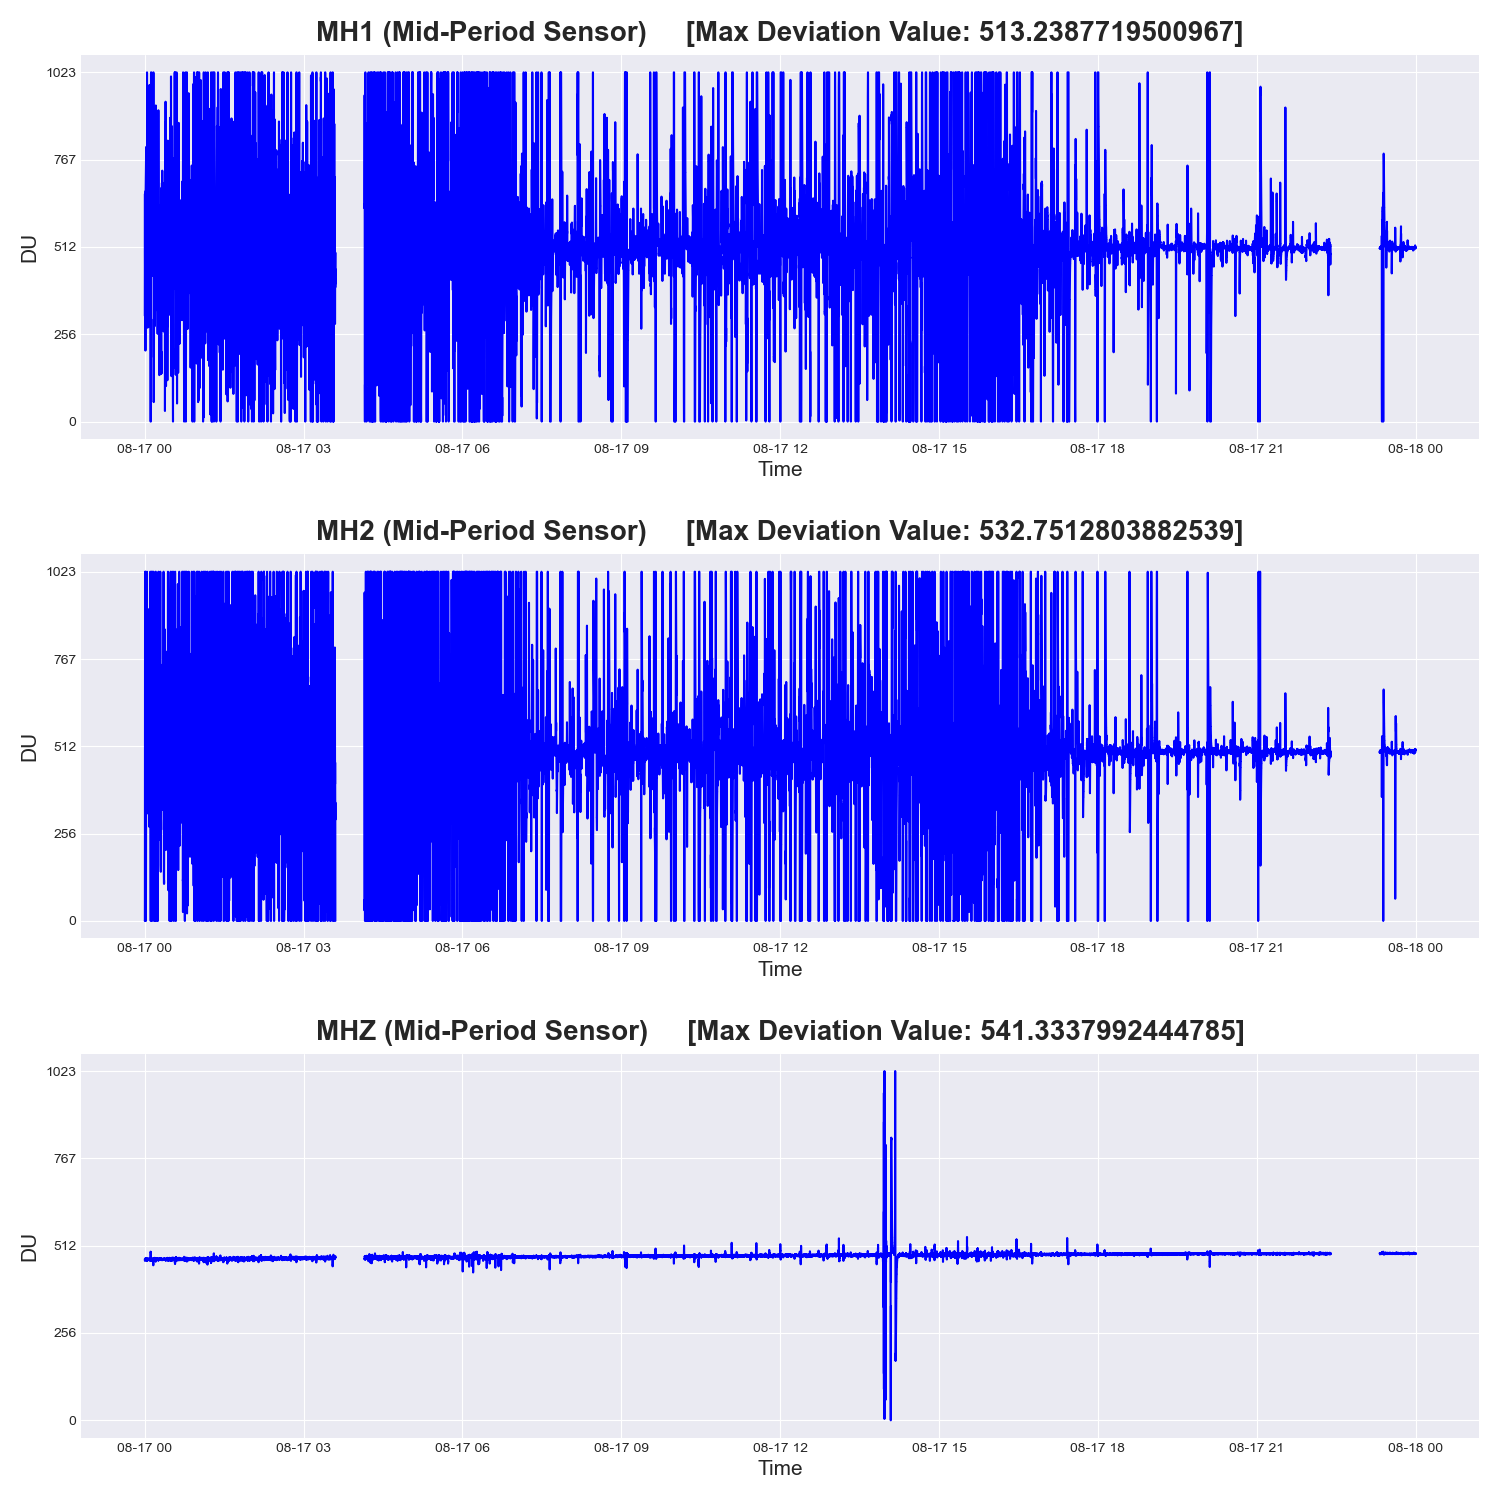 MH1 (Mid-Period Sensor) [Max Deviation Value: 513.2387719500967]
1023
767
512
256
0
DU
08-17 00 08-17 03 08-17 06 08-17 09 08-17 12 08-17 15 08-17 18 08-17 21 08-18 00
Time
MH2 (Mid-Period Sensor) [Max Deviation Value: 532.7512803882539]
1023
767
512
256
0
DU
08-17 00 08-17 03 08-17 06 08-17 09 08-17 12 08-17 15 08-17 18 08-17 21 08-18 00
Time
MHZ (Mid-Period Sensor) [Max Deviation Value: 541.3337992444785]
1023
767
512
256
0
DU
08-17 00 08-17 03 08-17 06 08-17 09 08-17 12 08-17 15 08-17 18 08-17 21 08-18 00
Time